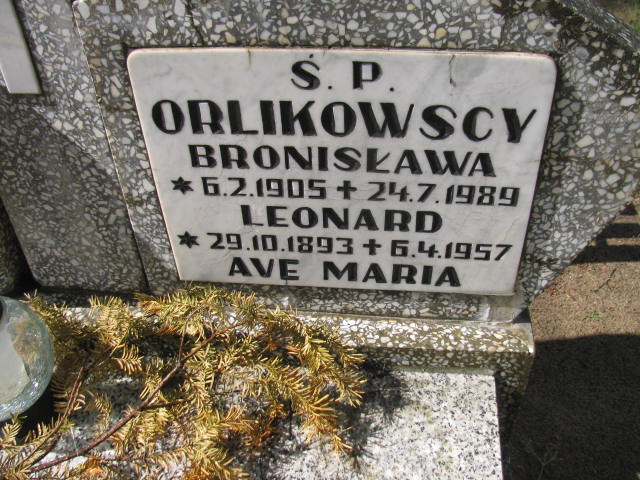 Ś. P.
ORLIKOWSCY
BRONISŁAWA
* 6.2.1905 + 24.7.1989
LEONARD
* 29.10.1893 + 6.4.1957
AVE MARIA